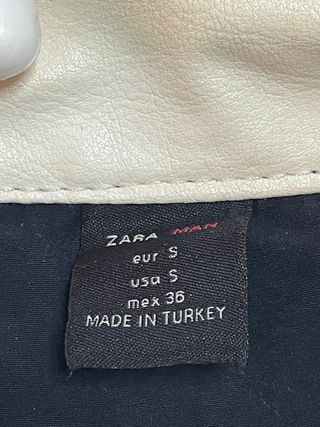 ZARA MAN
eur S
usa S
mex 36
MADE IN TURKEY